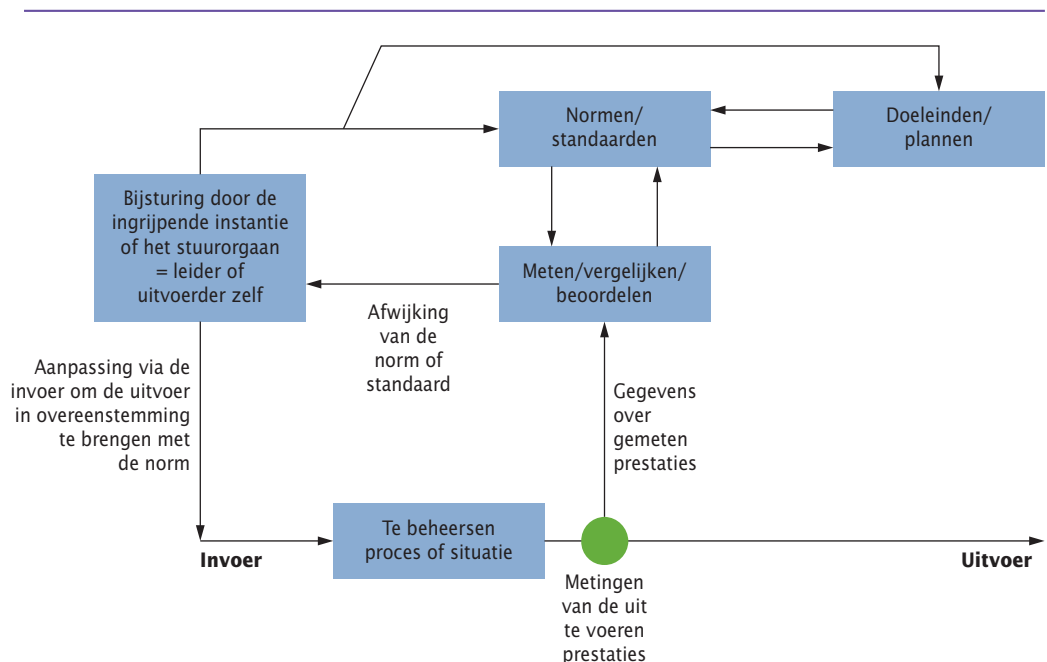 Normen/
standaarden
Doeleinden/
plannen
Bijsturing door de
ingrijpende instantie
of het stuurorgaan
= leider of
uitvoerder zelf
Meten/vergelijken/
beoordelen
Afwijking
van de
norm of
standaard
Aanpassing via de
invoer om de uitvoer
in overeenstemming
te brengen met
de norm
Gegevens
over
gemeten
prestaties
Te beheersen
proces of situatie
Invoer
Uitvoer
Metingen
van de uit
te voeren
prestaties